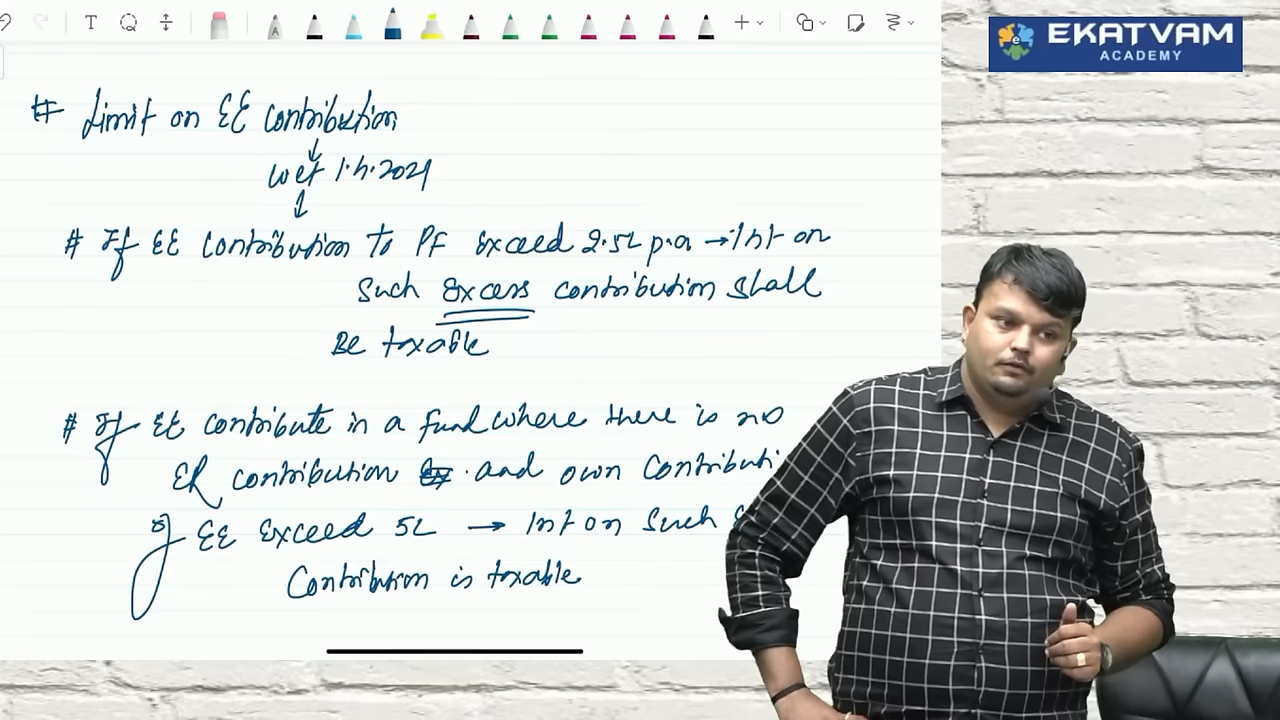 T
A
EKATVAM
ACADEMY
# Limit on EE contribution
wef 1.4.2021
# If EE contribution to PF exceed 2.5L p.a → Int on
such Excess contribution shall
Be taxable
# If EE contribute in a fund where there is no
ER contribution and own contributi
of EE Exceed 5L → Int on such
Contribution is taxable